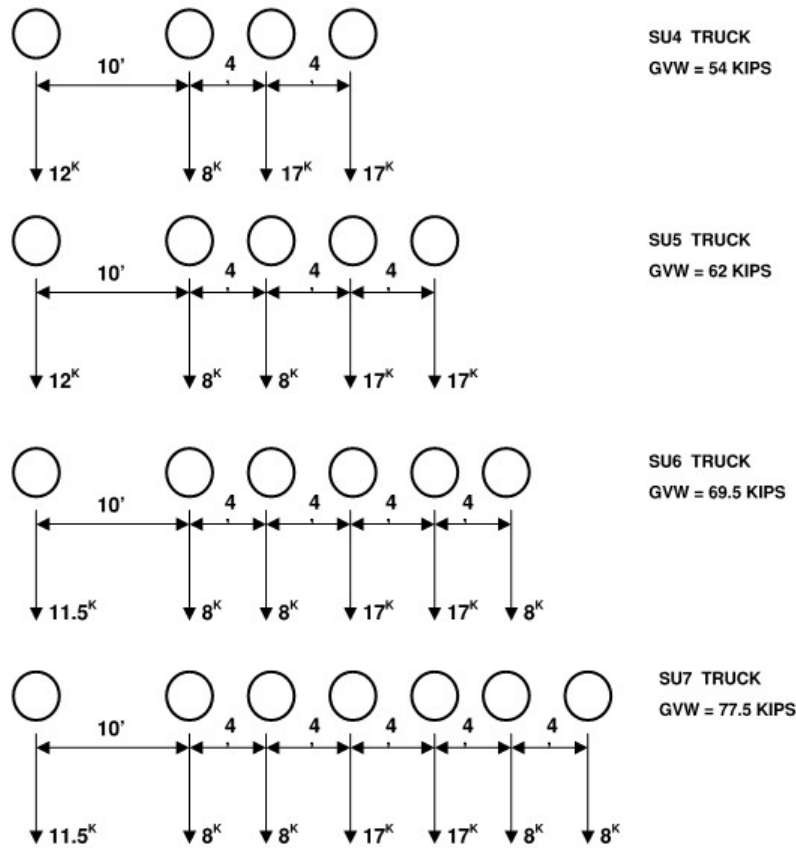 SU4 TRUCK
GVW = 54 KIPS
10' 4' 4'
12K 8K 17K 17K
SU5 TRUCK
GVW = 62 KIPS
10' 4' 4' 4'
12K 8K 8K 17K 17K
SU6 TRUCK
GVW = 69.5 KIPS
10' 4' 4' 4' 4'
11.5K 8K 8K 17K 17K 8K
SU7 TRUCK
GVW = 77.5 KIPS
10' 4' 4' 4' 4' 4'
11.5K 8K 8K 17K 17K 8K 8K